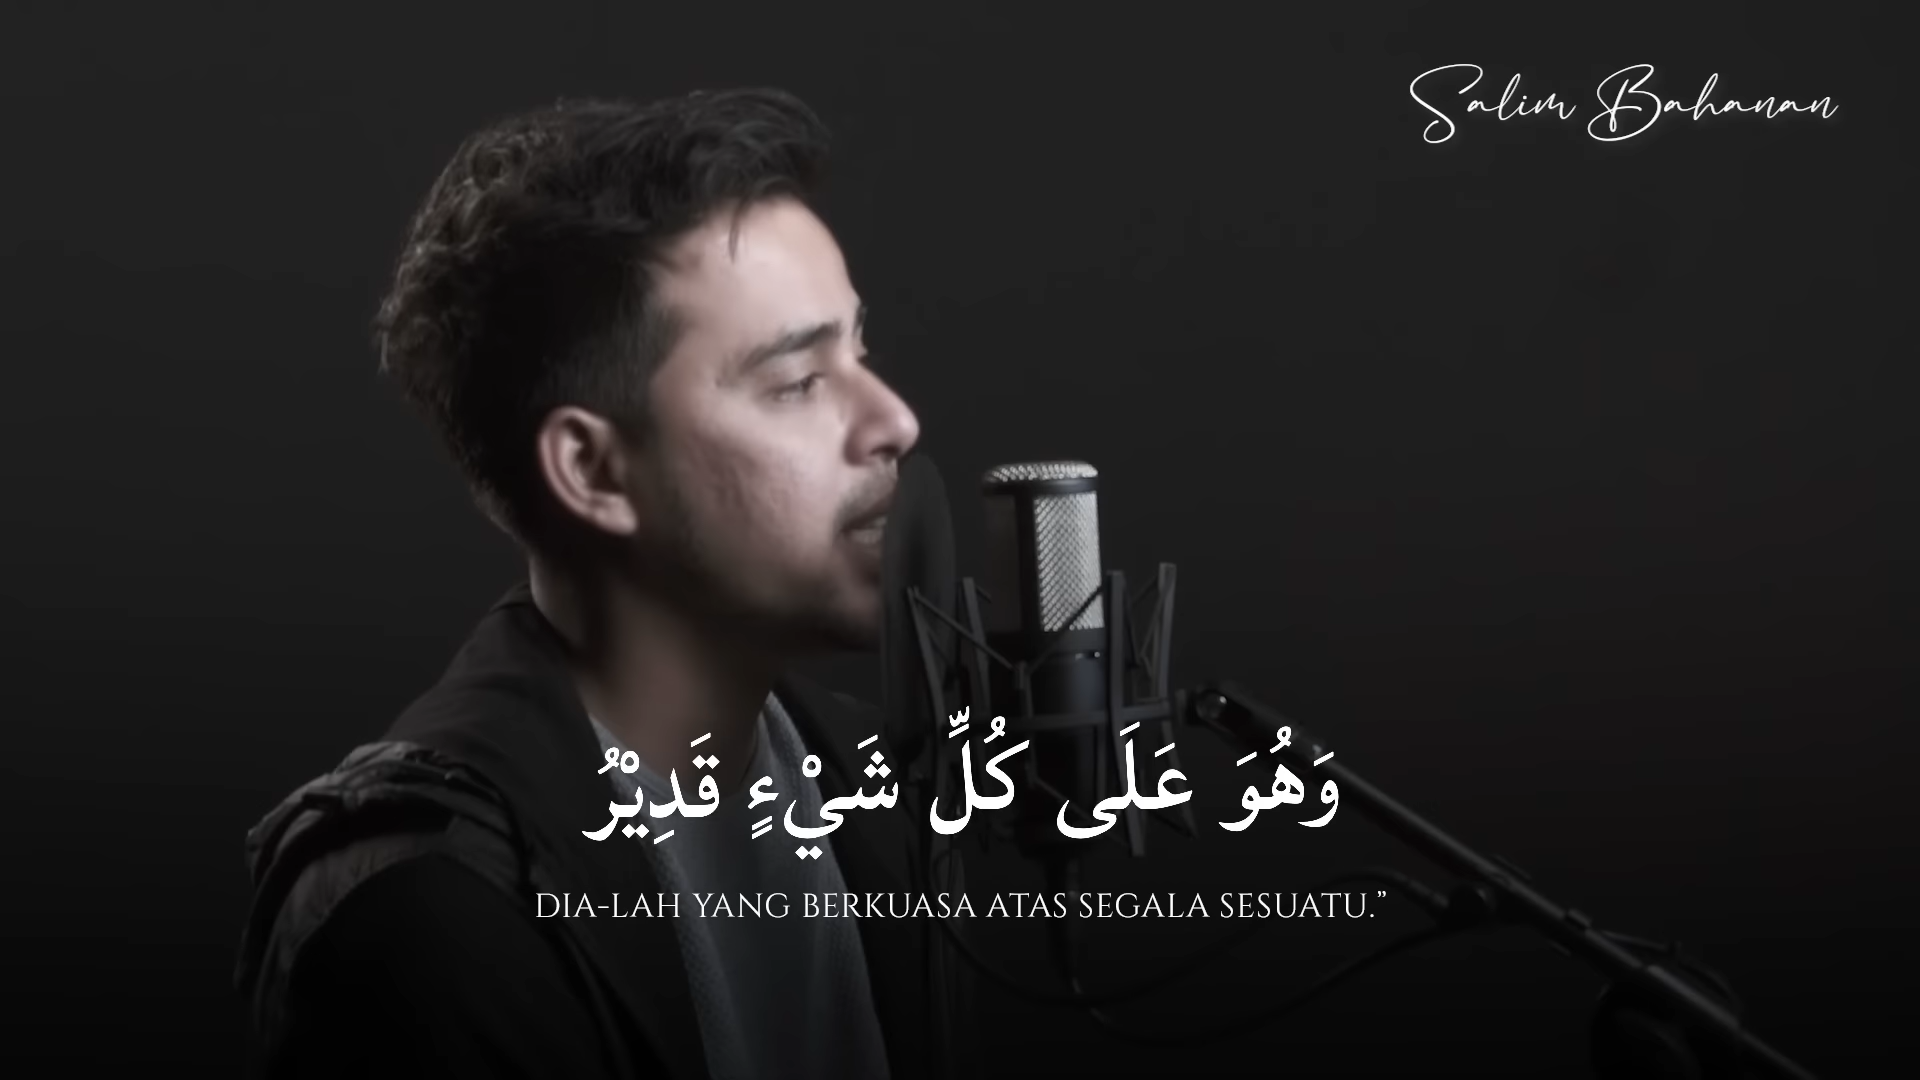 Salim Bahanan
وَهُوَ عَلَى كُلِّ شَيْءٍ قَدِيْرٌ
DIA-LAH YANG BERKUASA ATAS SEGALA SESUATU.”